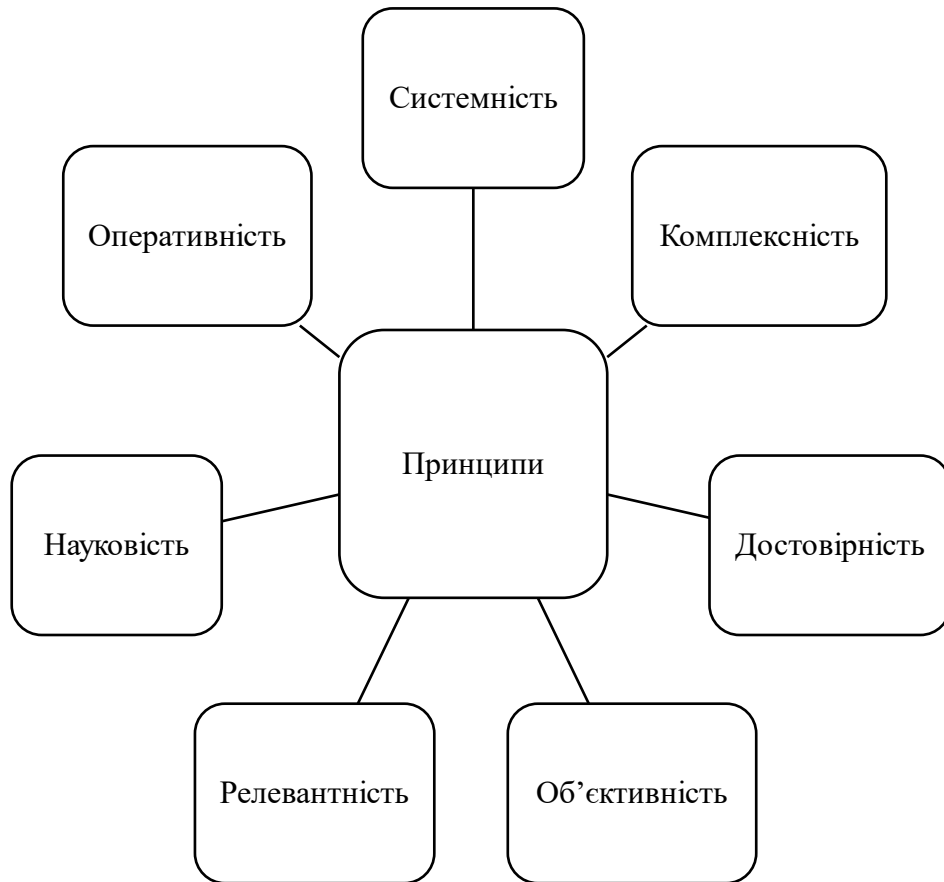 Системність
Оперативність
Комплексність
Принципи
Науковість
Достовірність
Релевантність
Об’єктивність